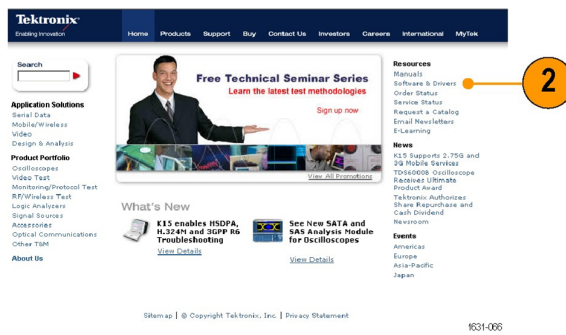 Tektronix
Enabling Innovation
Home Products Support Buy Contact Us Investors Careers International MyTek
Search
Application Solutions
Serial Data
Mobile/Wireless
Video
Design & Analysis
Product Portfolio
Oscilloscopes
Video Test
Monitoring/Protocol Test
RF/Wireless Test
Logic Analyzers
Signal Sources
Accessories
Optical Communications
Other T&M
About Us
Free Technical Seminar Series
Learn the latest test methodologies
Sign up now
View All Promotions
What's New
K15 enables HSDPA,
H.324M and 3GPP R6
Troubleshooting
View Details
See New SATA and
SAS Analysis Module
for Oscilloscopes
View Details
Resources
Manuals
Software & Drivers
Order Status
Service Status
Request a Catalog
Email Newsletters
E-Learning
News
K15 Supports 2.75G and
3G Mobile Services
TDS6000B Oscilloscope
Receives Ultimate
Product Award
Tektronix Authorizes
Share Repurchase and
Cash Dividend
Newsroom
Events
Americas
Europe
Asia-Pacific
Japan
2
Sitemap | © Copyright Tektronix, Inc. | Privacy Statement
1631-066